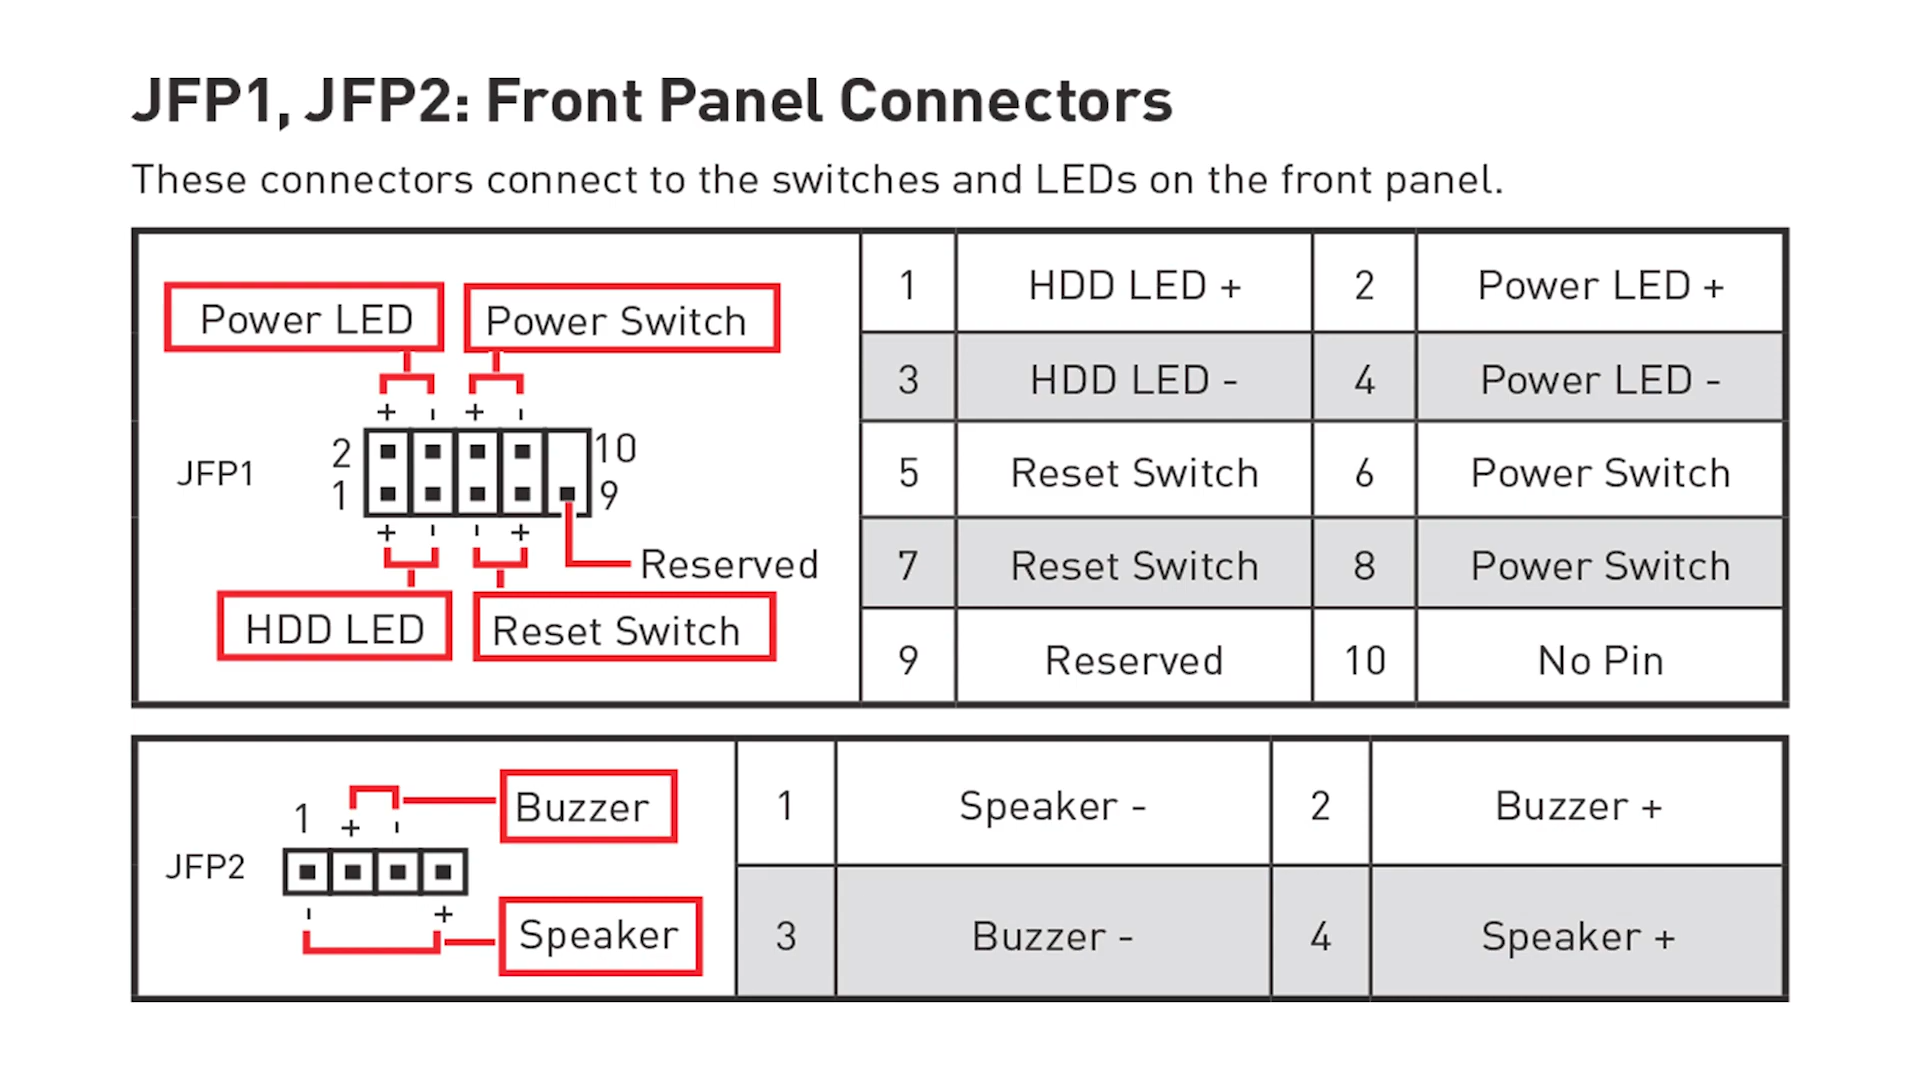 JFP1, JFP2: Front Panel Connectors
These connectors connect to the switches and LEDs on the front panel.
Power LED
Power Switch
+ - + -
2 10
JFP1
1 9
+ - - +
Reserved
HDD LED
Reset Switch
1 HDD LED + 2 Power LED +
3 HDD LED - 4 Power LED -
5 Reset Switch 6 Power Switch
7 Reset Switch 8 Power Switch
9 Reserved 10 No Pin
Buzzer
1 + -
JFP2
- +
Speaker
1 Speaker - 2 Buzzer +
3 Buzzer - 4 Speaker +